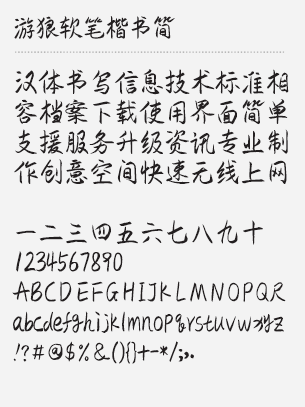 游狼软笔楷书简
汉体书写信息技术标准相
容档案下载使用界面简单
支援服务升级资讯专业制
作创意空间快速无线上网
一二三四五六七八九十
1234567890
ABCDEFGHIJKLMNOPQR
abcdefghijklmnopqrstuvwxyz
!?#@$%&(){}+-*/;:,.